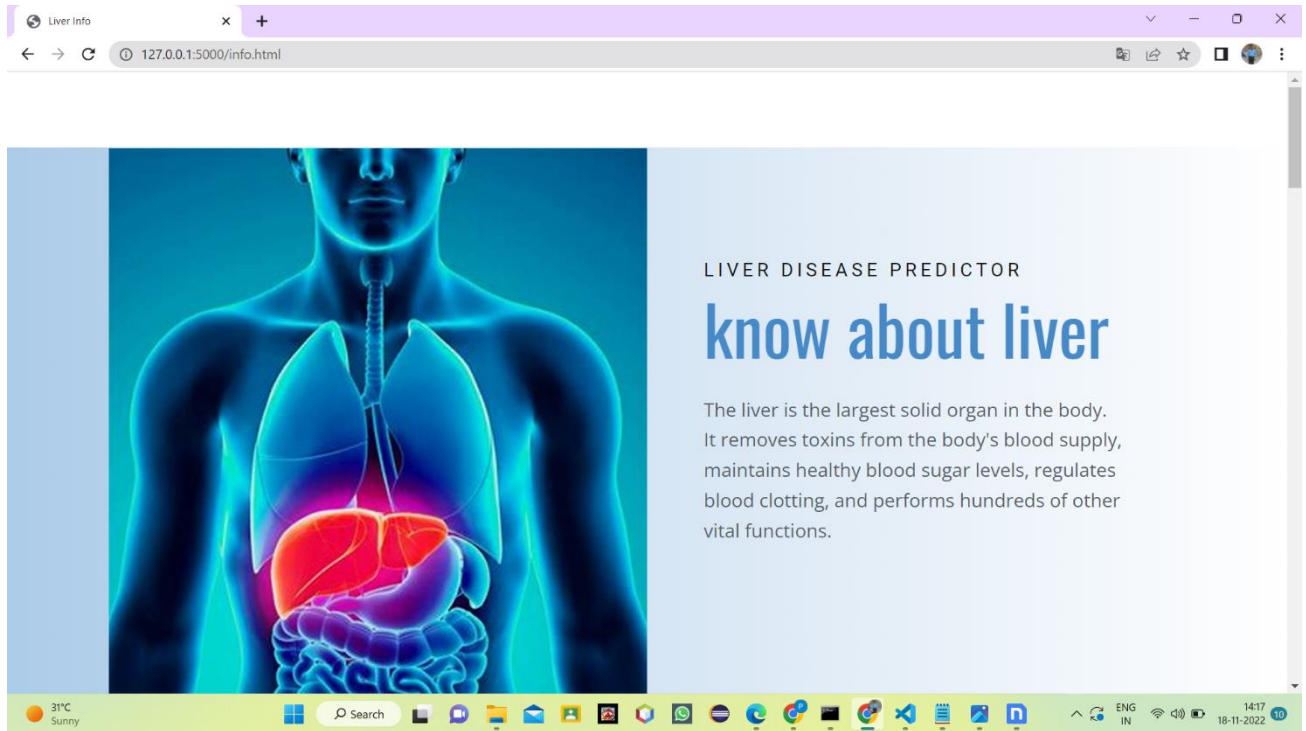 Liver Info
127.0.0.1:5000/info.html
LIVER DISEASE PREDICTOR
know about liver
The liver is the largest solid organ in the body.
It removes toxins from the body's blood supply,
maintains healthy blood sugar levels, regulates
blood clotting, and performs hundreds of other
vital functions.
31°C
Sunny
Search
ENG
IN
14:17
18-11-2022
10